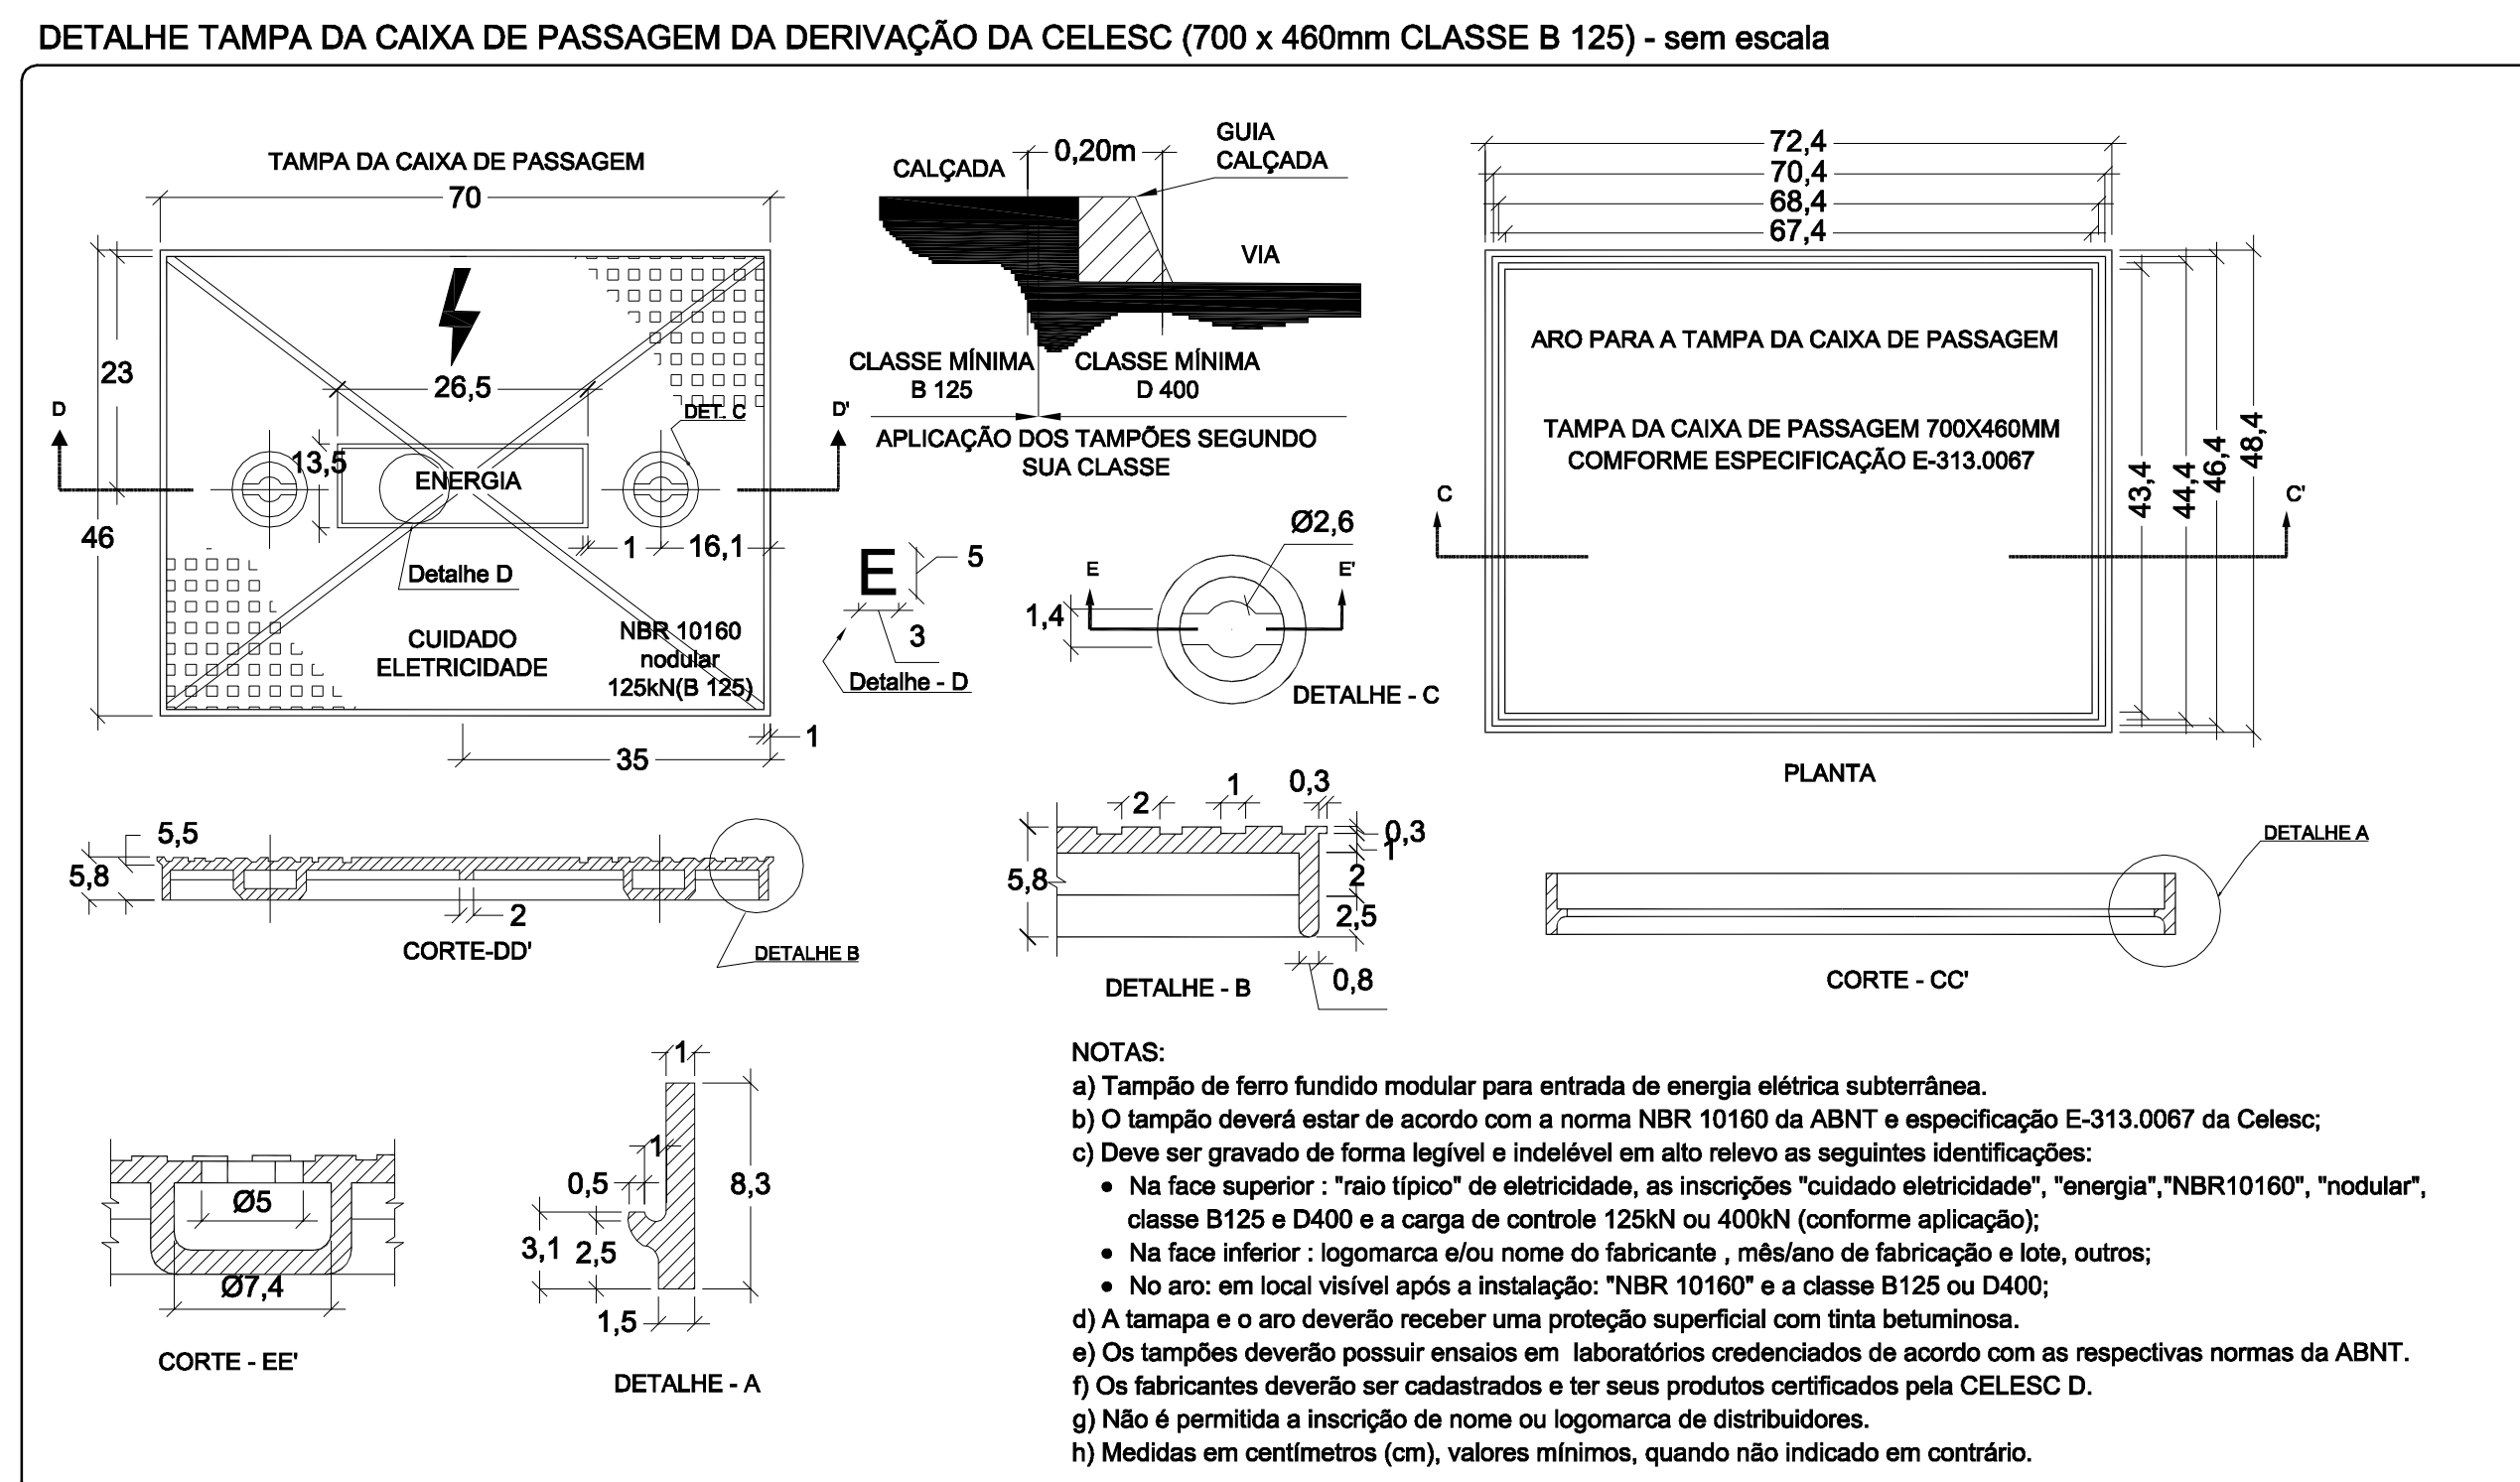 DETALHE TAMPA DA CAIXA DE PASSAGEM DA DERIVAÇÃO DA CELESC (700 x 460mm CLASSE B 125) - sem escala
TAMPA DA CAIXA DE PASSAGEM
70
23
46
26,5
13,5
ENERGIA
DET. C
D
D'
1
16,1
Detalhe D
CUIDADO
ELETRICIDADE
NBR 10160
nodular
125kN(B 125)
1
35
CALÇADA
0,20m
GUIA
CALÇADA
VIA
CLASSE MÍNIMA
B 125
CLASSE MÍNIMA
D 400
APLICAÇÃO DOS TAMPÕES SEGUNDO
SUA CLASSE
E
5
3
Detalhe - D
Ø2,6
E
E'
1,4
DETALHE - C
72,4
70,4
68,4
67,4
ARO PARA A TAMPA DA CAIXA DE PASSAGEM
TAMPA DA CAIXA DE PASSAGEM 700X460MM
COMFORME ESPECIFICAÇÃO E-313.0067
C
C'
43,4
44,4
46,4
48,4
PLANTA
5,5
5,8
2
CORTE-DD'
DETALHE B
2
1
0,3
0,3
1
5,8
2
2,5
0,8
DETALHE - B
DETALHE A
CORTE - CC'
Ø5
Ø7,4
CORTE - EE'
1
1
0,5
8,3
3,1
2,5
1,5
DETALHE - A
NOTAS:
a) Tampão de ferro fundido modular para entrada de energia elétrica subterrânea.
b) O tampão deverá estar de acordo com a norma NBR 10160 da ABNT e especificação E-313.0067 da Celesc;
c) Deve ser gravado de forma legível e indelével em alto relevo as seguintes identificações:
● Na face superior : "raio típico" de eletricidade, as inscrições "cuidado eletricidade", "energia","NBR10160", "nodular",
classe B125 e D400 e a carga de controle 125kN ou 400kN (conforme aplicação);
● Na face inferior : logomarca e/ou nome do fabricante , mês/ano de fabricação e lote, outros;
● No aro: em local visível após a instalação: "NBR 10160" e a classe B125 ou D400;
d) A tamapa e o aro deverão receber uma proteção superficial com tinta betuminosa.
e) Os tampões deverão possuir ensaios em laboratórios credenciados de acordo com as respectivas normas da ABNT.
f) Os fabricantes deverão ser cadastrados e ter seus produtos certificados pela CELESC D.
g) Não é permitida a inscrição de nome ou logomarca de distribuidores.
h) Medidas em centímetros (cm), valores mínimos, quando não indicado em contrário.